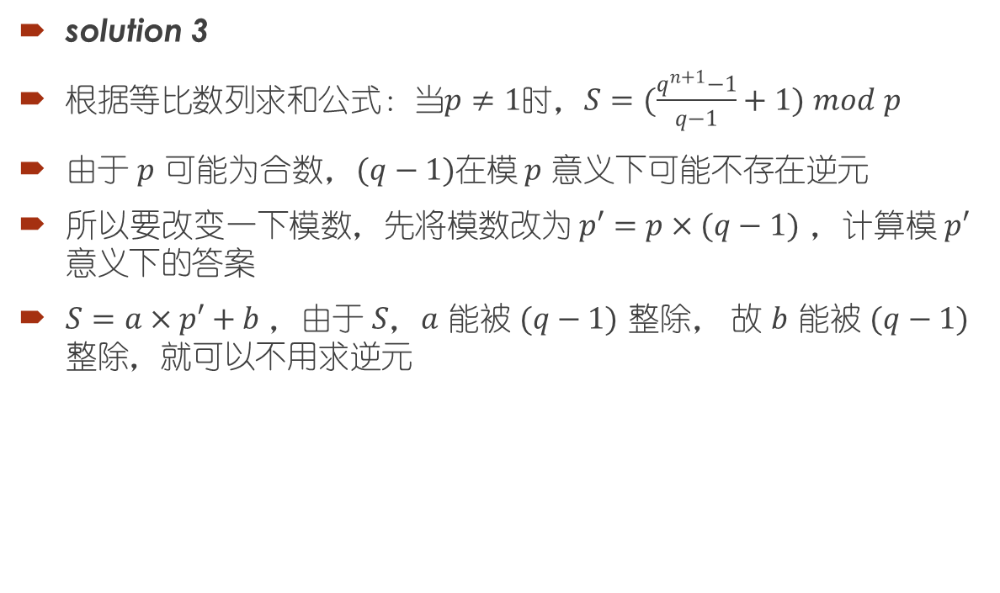 solution 3
根据等比数列求和公式：当p ≠ 1时，S = (\frac{q^{n+1}-1}{q-1} + 1) mod p
由于 p 可能为合数，(q − 1)在模 p 意义下可能不存在逆元
所以要改变一下模数，先将模数改为 p′ = p × (q − 1) ，计算模 p′
意义下的答案
S = a × p′ + b ，由于 S，a 能被 (q − 1) 整除， 故 b 能被 (q − 1)
整除，就可以不用求逆元